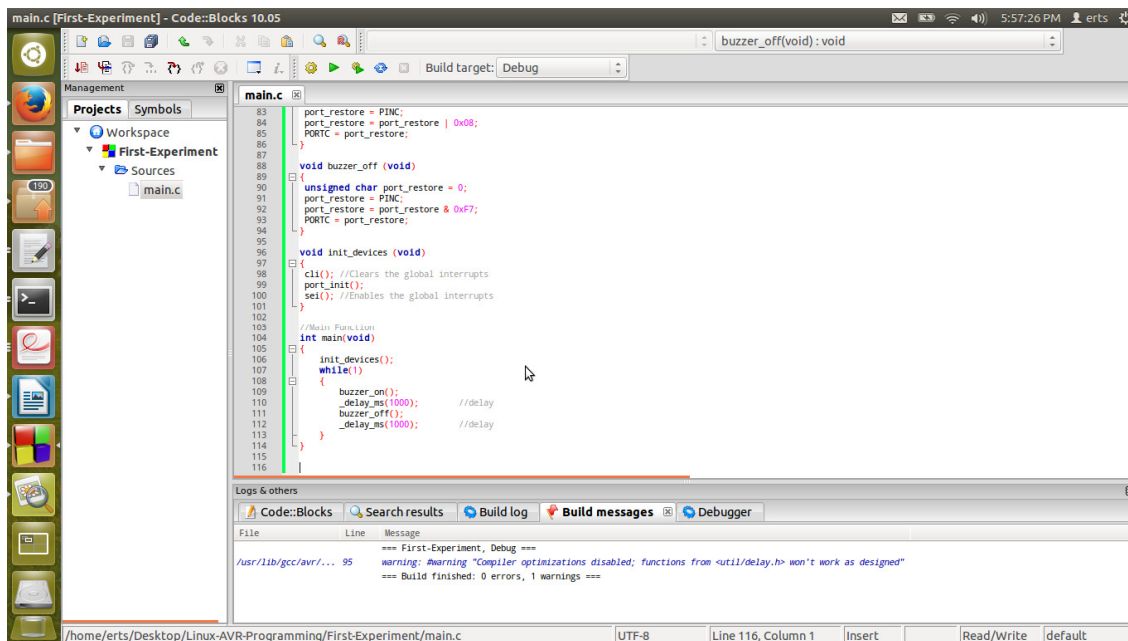 main.c [First-Experiment] - Code::Blocks 10.05
5:57:26 PM
erts
buzzer_off(void) : void
Build target:
Debug
Management
Projects
Symbols
Workspace
First-Experiment
Sources
main.c
190
main.c
83 port_restore = PINC;
84 port_restore = port_restore | 0x08;
85 PORTC = port_restore;
86 }
87
88 void buzzer_off (void)
89 {
90 unsigned char port_restore = 0;
91 port_restore = PINC;
92 port_restore = port_restore & 0xF7;
93 PORTC = port_restore;
94 }
95
96 void init_devices (void)
97 {
98 cli(); //Clears the global interrupts
99 port_init();
100 sei(); //Enables the global interrupts
101 }
102
103 //Main Function
104 int main(void)
105 {
106 init_devices();
107 while(1)
108 {
109 buzzer_on();
110 _delay_ms(1000); //delay
111 buzzer_off();
112 _delay_ms(1000); //delay
113 }
114 }
115
116
Logs & others
Code::Blocks
Search results
Build log
Build messages
Debugger
File Line Message
=== First-Experiment, Debug ===
/usr/lib/gcc/avr/... 95 warning: #warning "Compiler optimizations disabled; functions from <util/delay.h> won't work as designed"
=== Build finished: 0 errors, 1 warnings ===
/home/erts/Desktop/Linux-AVR-Programming/First-Experiment/main.c
UTF-8
Line 116, Column 1
Insert
Read/Write
default